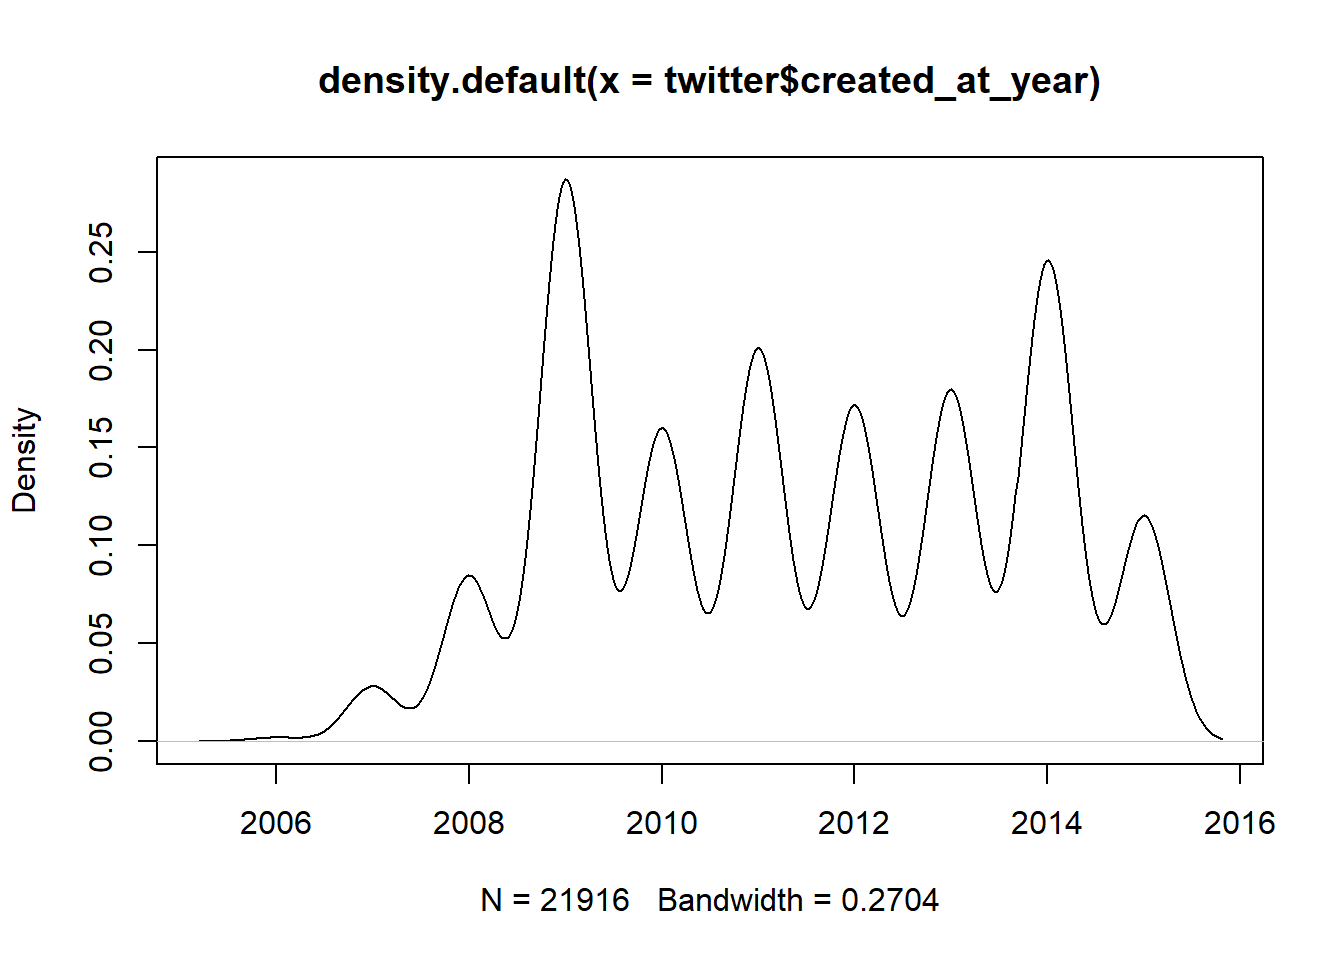 density.default(x = twitter$created_at_year)
Density
0.25
0.20
0.15
0.10
0.05
0.00
2006 2008 2010 2012 2014 2016
N = 21916 Bandwidth = 0.2704